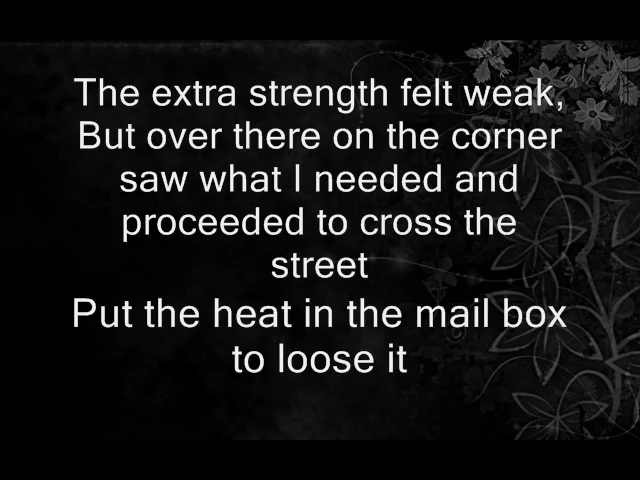 The extra strength felt weak,
But over there on the corner
saw what I needed and
proceeded to cross the
street
Put the heat in the mail box
to loose it